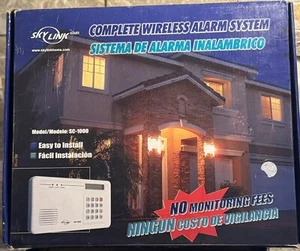 SKYLINK.com
COMPLETE WIRELESS ALARM SYSTEM
SISTEMA DE ALARMA INALAMBRICO
www.skylinkhome.com
Model/Modelo: SC-1000
Easy to Install
Fácil Instalación
NO MONITORING FEES
NINGUN COSTO DE VIGILANCIA